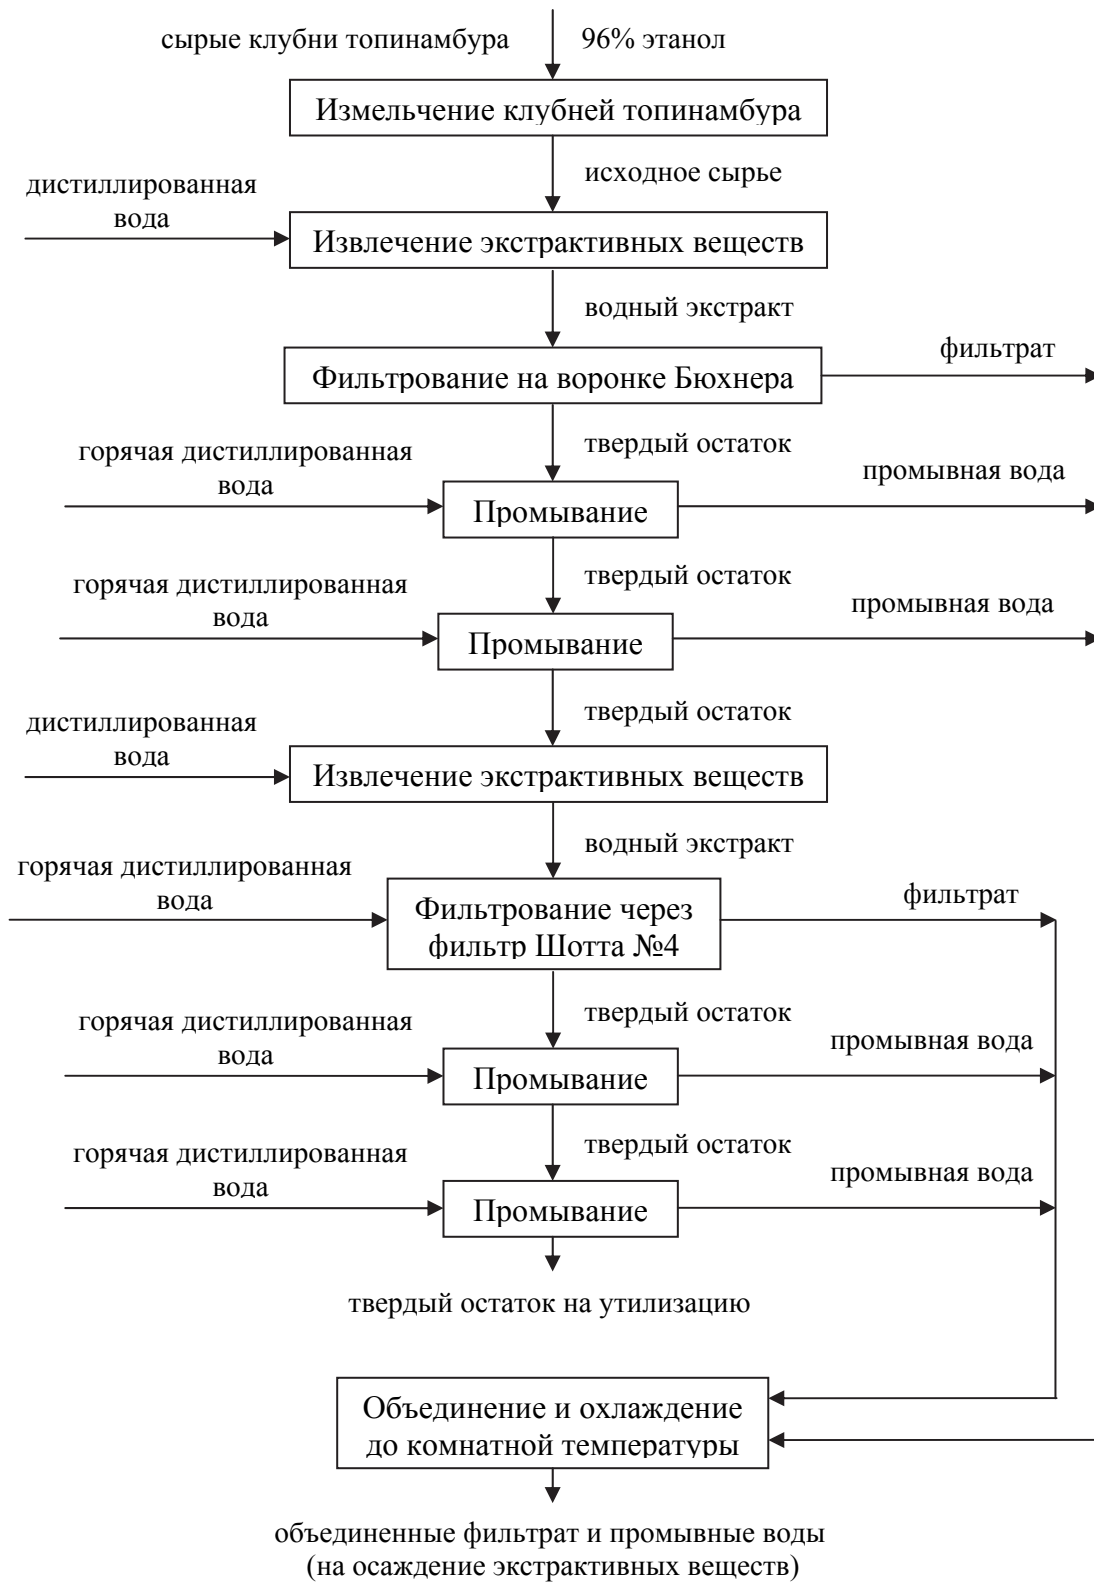 сырые клубни топинамбура
96% этанол
Измельчение клубней топинамбура
исходное сырье
дистиллированная
вода
Извлечение экстрактивных веществ
водный экстракт
фильтрат
Фильтрование на воронке Бюхнера
твердый остаток
горячая дистиллированная
вода
промывная вода
Промывание
твердый остаток
горячая дистиллированная
вода
промывная вода
Промывание
твердый остаток
дистиллированная
вода
Извлечение экстрактивных веществ
водный экстракт
горячая дистиллированная
вода
фильтрат
Фильтрование через
фильтр Шотта №4
твердый остаток
горячая дистиллированная
вода
промывная вода
Промывание
твердый остаток
горячая дистиллированная
вода
промывная вода
Промывание
твердый остаток на утилизацию
Объединение и охлаждение
до комнатной температуры
объединенные фильтрат и промывные воды
(на осаждение экстрактивных веществ)